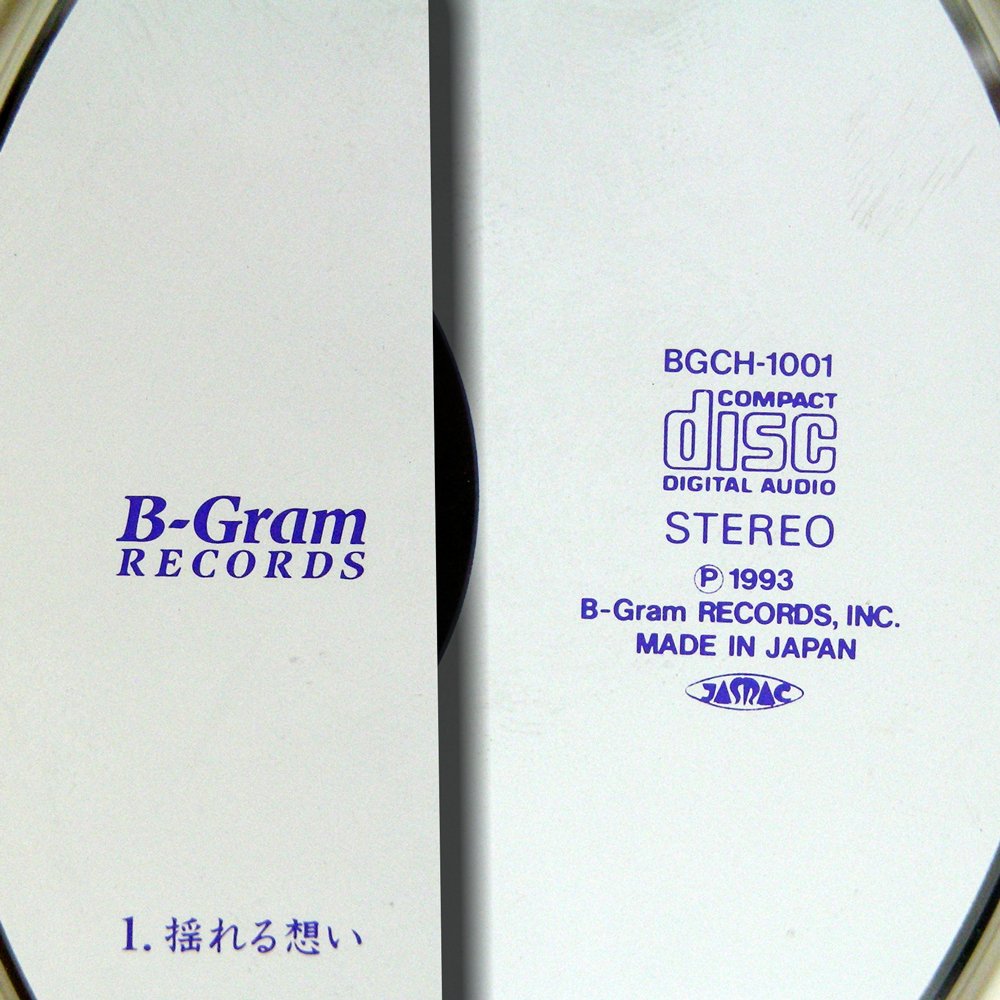 B-Gram
RECORDS
1. 揺れる想い
BGCH-1001
COMPACT
disc
DIGITAL AUDIO
STEREO
Ⓟ 1993
B-Gram RECORDS, INC.
MADE IN JAPAN
JASRAC